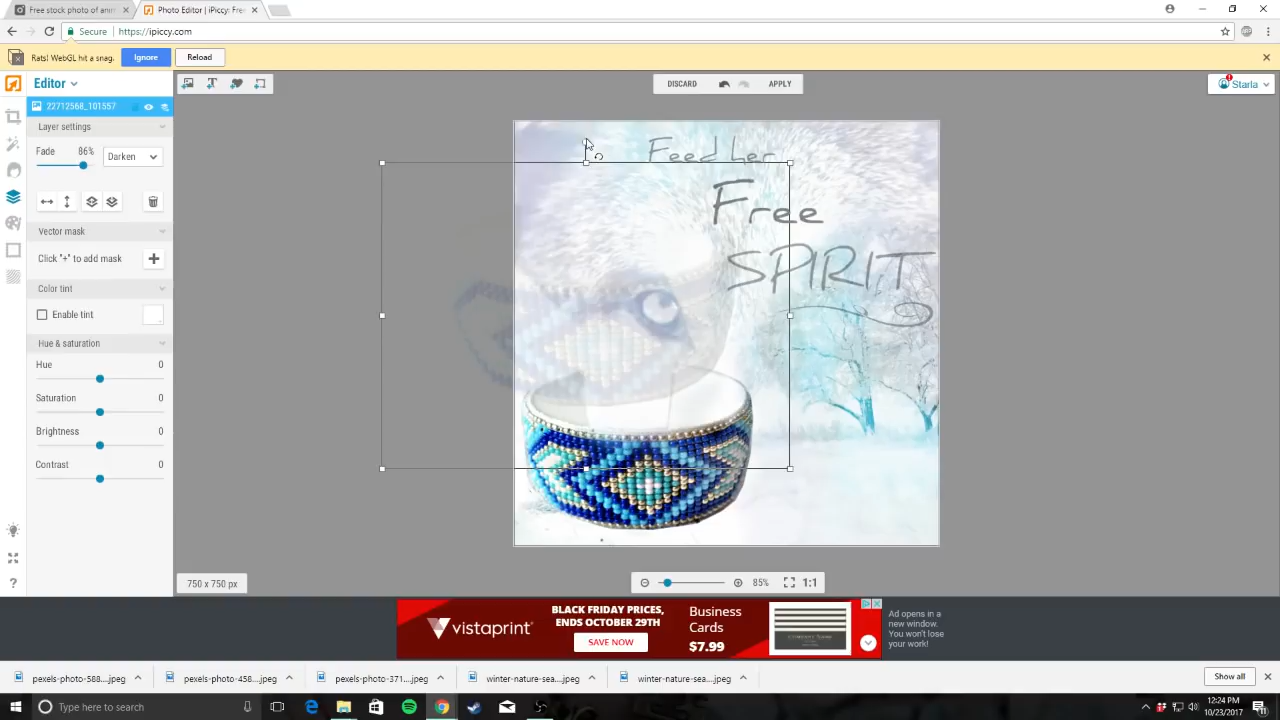 Free stock photo of anim
Photo Editor | iPiccy: Free
Secure
https://ipiccy.com
Rats! WebGL hit a snag.
Ignore
Reload
Editor
DISCARD
APPLY
Starla
22712568_101557
Layer settings
Fade 86%
Darken
Vector mask
Click "+" to add mask
Color tint
Enable tint
Hue & saturation
Hue 0
Saturation 0
Brightness 0
Contrast 0
Feed her
Free
SPIRIT
750 x 750 px
85%
1:1
vistaprint
BLACK FRIDAY PRICES,
ENDS OCTOBER 29TH
SAVE NOW
Business
Cards
$7.99
Ad opens in a
new window.
You won't lose
your work!
pexels-photo-588....jpeg
pexels-photo-458....jpeg
pexels-photo-371....jpeg
winter-nature-sea....jpeg
winter-nature-sea....jpeg
Show all
Type here to search
12:24 PM
10/23/2017